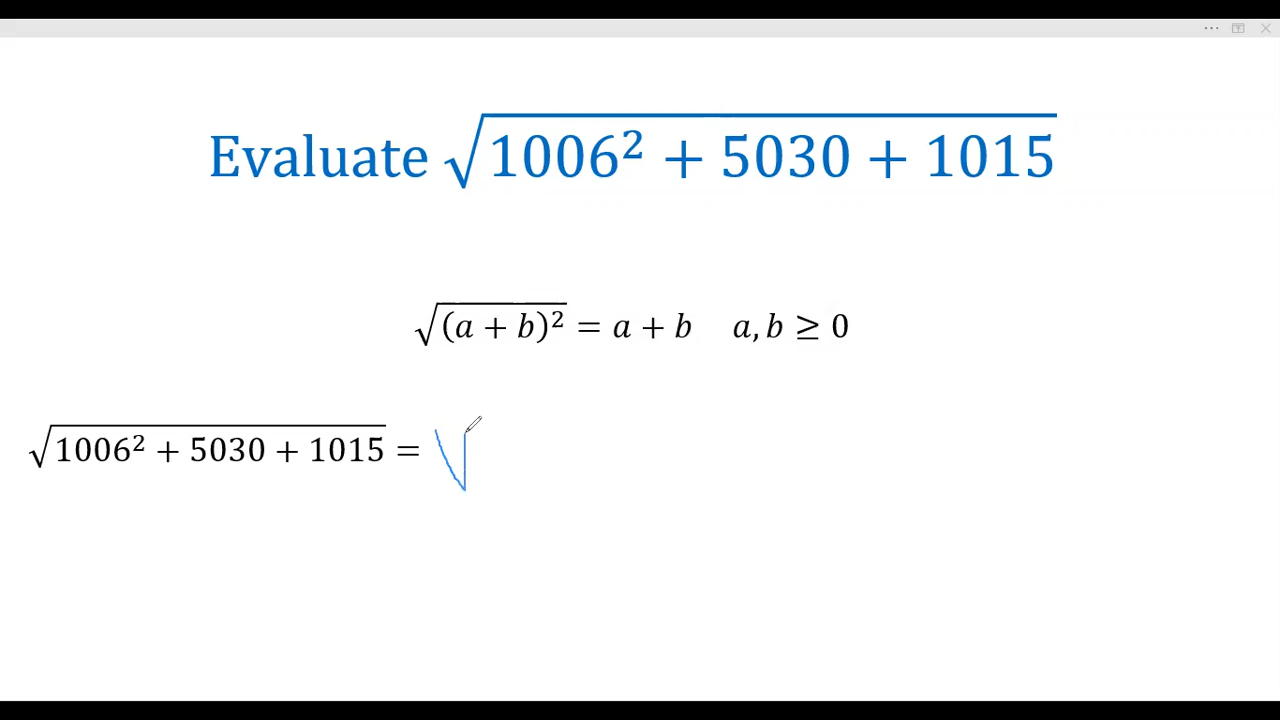 Evaluate √(1006² + 5030 + 1015)
√((a + b)²) = a + b a, b ≥ 0
√(1006² + 5030 + 1015) = √